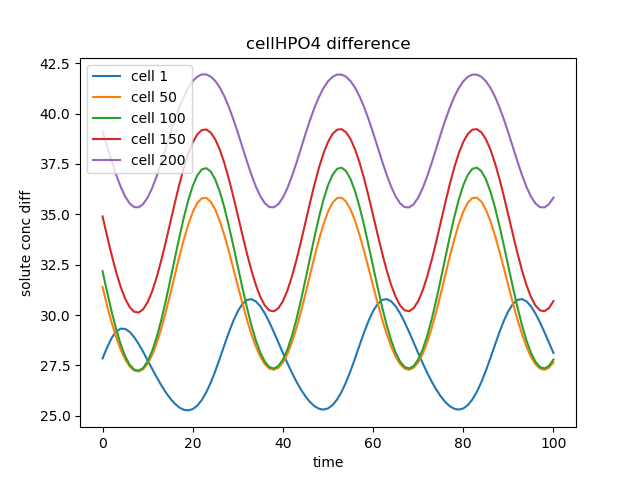 cellHPO4 difference
42.5
40.0
37.5
35.0
32.5
30.0
27.5
25.0
solute conc diff
cell 1
cell 50
cell 100
cell 150
cell 200
0
20
40
60
80
100
time